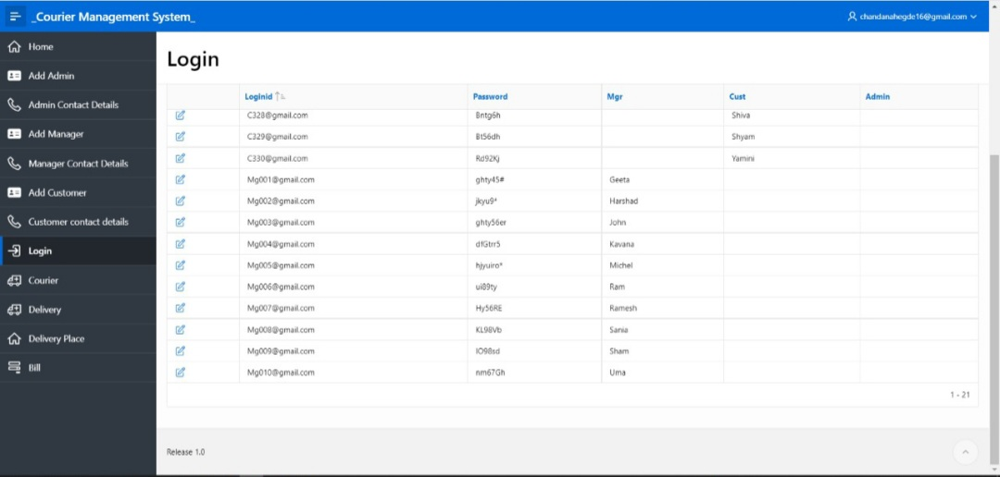 _Courier Management System_
chandanahegde16@gmail.com
Home
Add Admin
Admin Contact Details
Add Manager
Manager Contact Details
Add Customer
Customer contact details
Login
Courier
Delivery
Delivery Place
Bill
Login
Loginid Password Mgr Cust Admin
C328@gmail.com Bntg6h Shiva
C329@gmail.com Bt56dh Shyam
C330@gmail.com Rd92Kj Yamini
Mg001@gmail.com ghty45# Geeta
Mg002@gmail.com jkyu9* Harshad
Mg003@gmail.com ghty56er John
Mg004@gmail.com dfGtrr5 Kavana
Mg005@gmail.com hjyuiro* Michel
Mg006@gmail.com ui89ty Ram
Mg007@gmail.com Hy56RE Ramesh
Mg008@gmail.com KL98Vb Sania
Mg009@gmail.com IO98sd Sham
Mg010@gmail.com nm67Gh Uma
1 - 21
Release 1.0